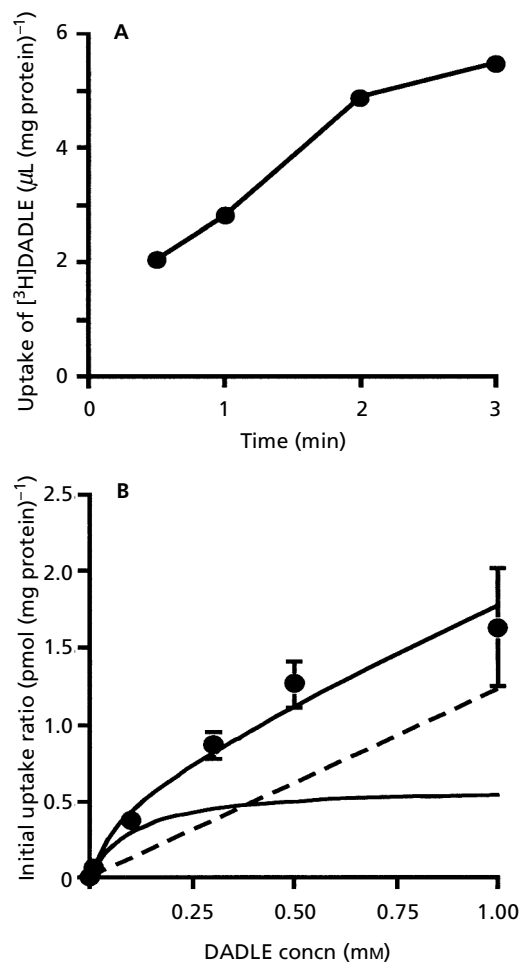 A
Uptake of [³H]DADLE (µL (mg protein)⁻¹)
6
4
2
0
0 1 2 3
Time (min)
B
Initial uptake ratio (pmol (mg protein)⁻¹)
2.5
2.0
1.5
1.0
0.5
0
0.25 0.50 0.75 1.00
DADLE concn (mM)